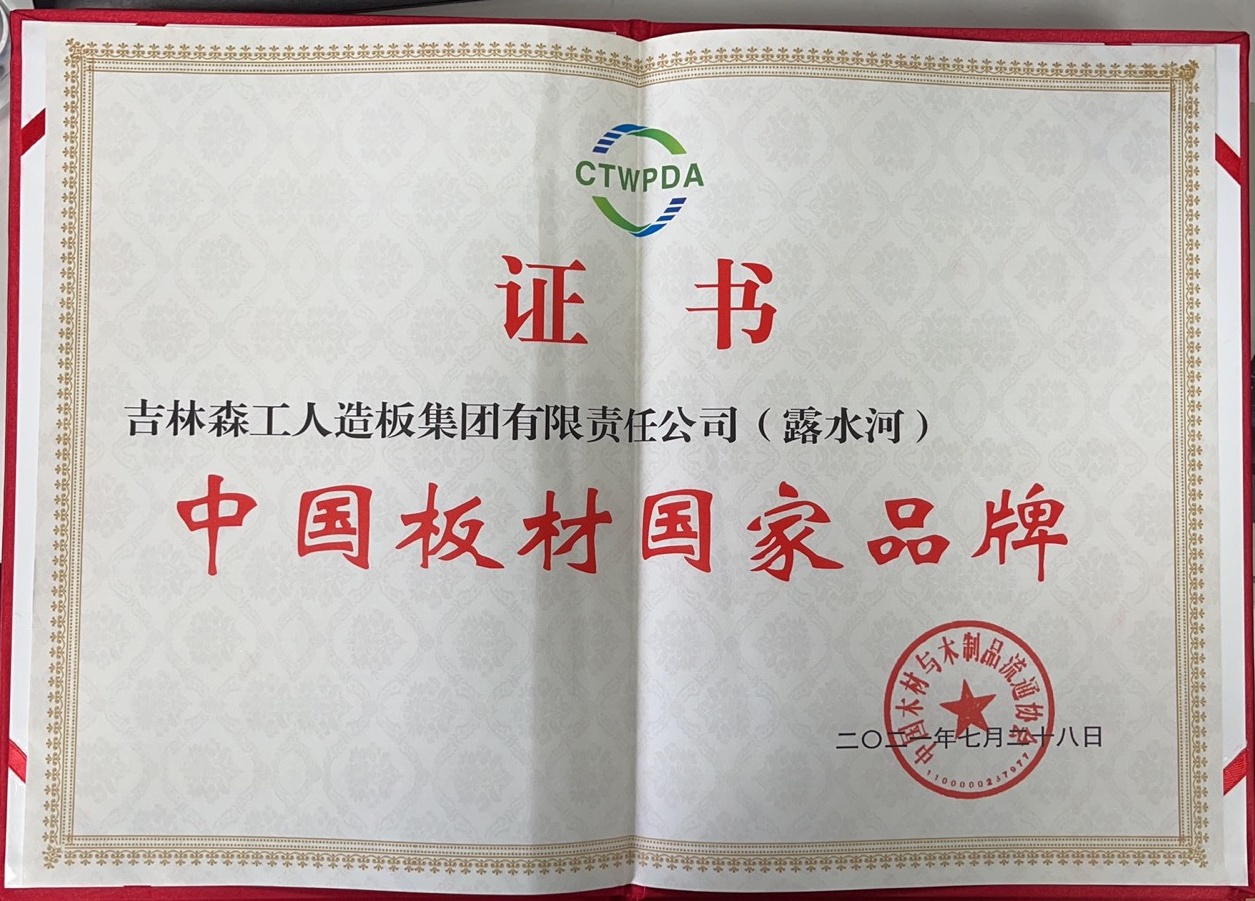 CTWPDA
证 书
吉林森工人造板集团有限责任公司（露水河）
中国板材国家品牌
中国木材与木制品流通协会
二〇二一年七月二十八日
1100000237977